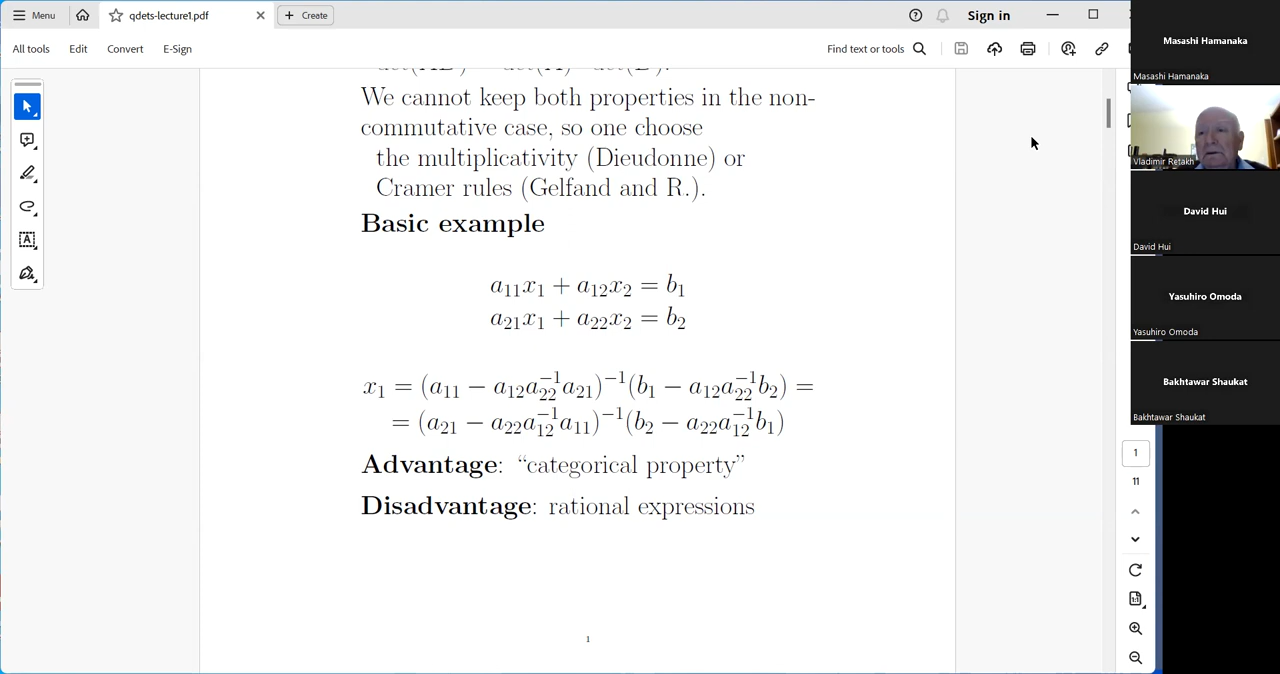 Menu
qdets-lecture1.pdf
Create
Sign in
All tools Edit Convert E-Sign
Find text or tools
det(AB) = det(A) · det(B).
We cannot keep both properties in the non-
commutative case, so one choose
the multiplicativity (Dieudonne) or
Cramer rules (Gelfand and R.).
Basic example
a₁₁x₁ + a₁₂x₂ = b₁
a₂₁x₁ + a₂₂x₂ = b₂
x₁ = (a₁₁ − a₁₂a₂₂⁻¹a₂₁)⁻¹(b₁ − a₁₂a₂₂⁻¹b₂) =
= (a₂₁ − a₂₂a₁₂⁻¹a₁₁)⁻¹(b₂ − a₂₂a₁₂⁻¹b₁)
Advantage: “categorical property”
Disadvantage: rational expressions
1
Masashi Hamanaka
Masashi Hamanaka
Vladimir Retakh
David Hui
David Hui
Yasuhiro Omoda
Yasuhiro Omoda
Bakhtawar Shaukat
Bakhtawar Shaukat
1
11